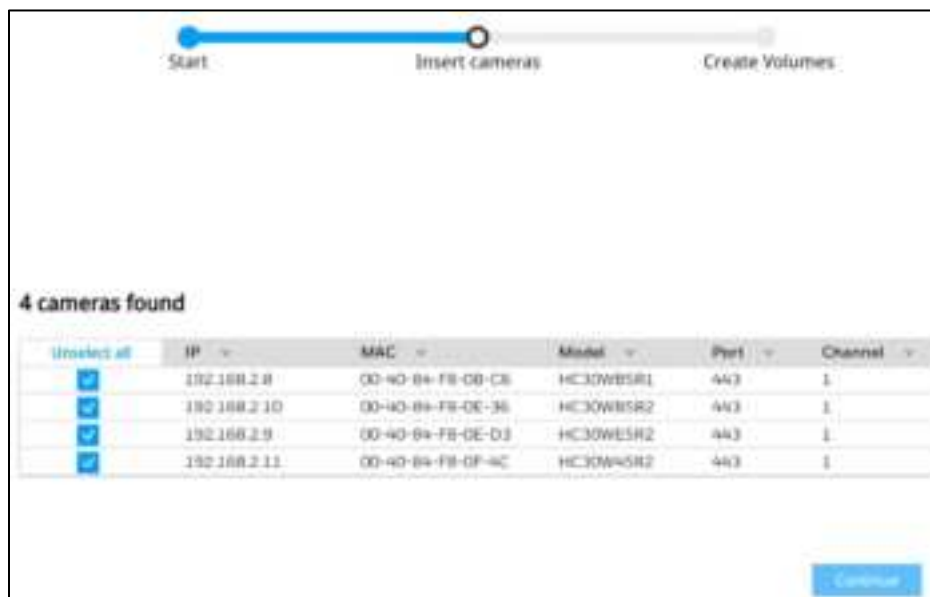 Start Insert cameras Create Volumes
4 cameras found
Unselect all IP MAC Model Port Channel
192.168.2.8 00-40-84-F8-0B-C8 HC30WB5R1 443 1
192.168.2.10 00-40-84-F8-0E-36 HC30WB5R2 443 1
192.168.2.9 00-40-84-F8-0E-D3 HC30WE5R2 443 1
192.168.2.11 00-40-84-F8-0F-4C HC30W45R2 443 1
Continue